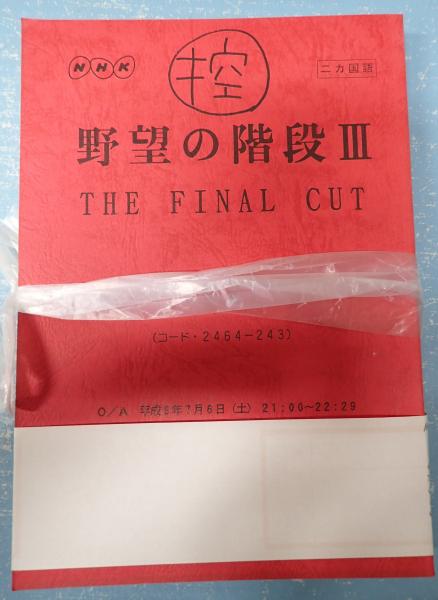 NHK
控
二カ国語
野望の階段Ⅲ
THE FINAL CUT
(コード・2464-243)
O/A 平成8年7月6日(土) 21:00~22:29